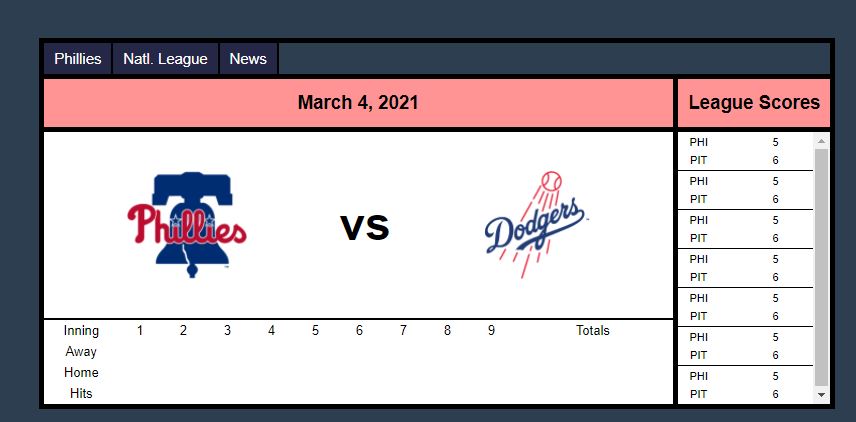 Phillies Natl. League News
March 4, 2021
League Scores
Phillies
vs
Dodgers
Inning 1 2 3 4 5 6 7 8 9 Totals
Away
Home
Hits
PHI 5
PIT 6
PHI 5
PIT 6
PHI 5
PIT 6
PHI 5
PIT 6
PHI 5
PIT 6
PHI 5
PIT 6
PHI 5
PIT 6